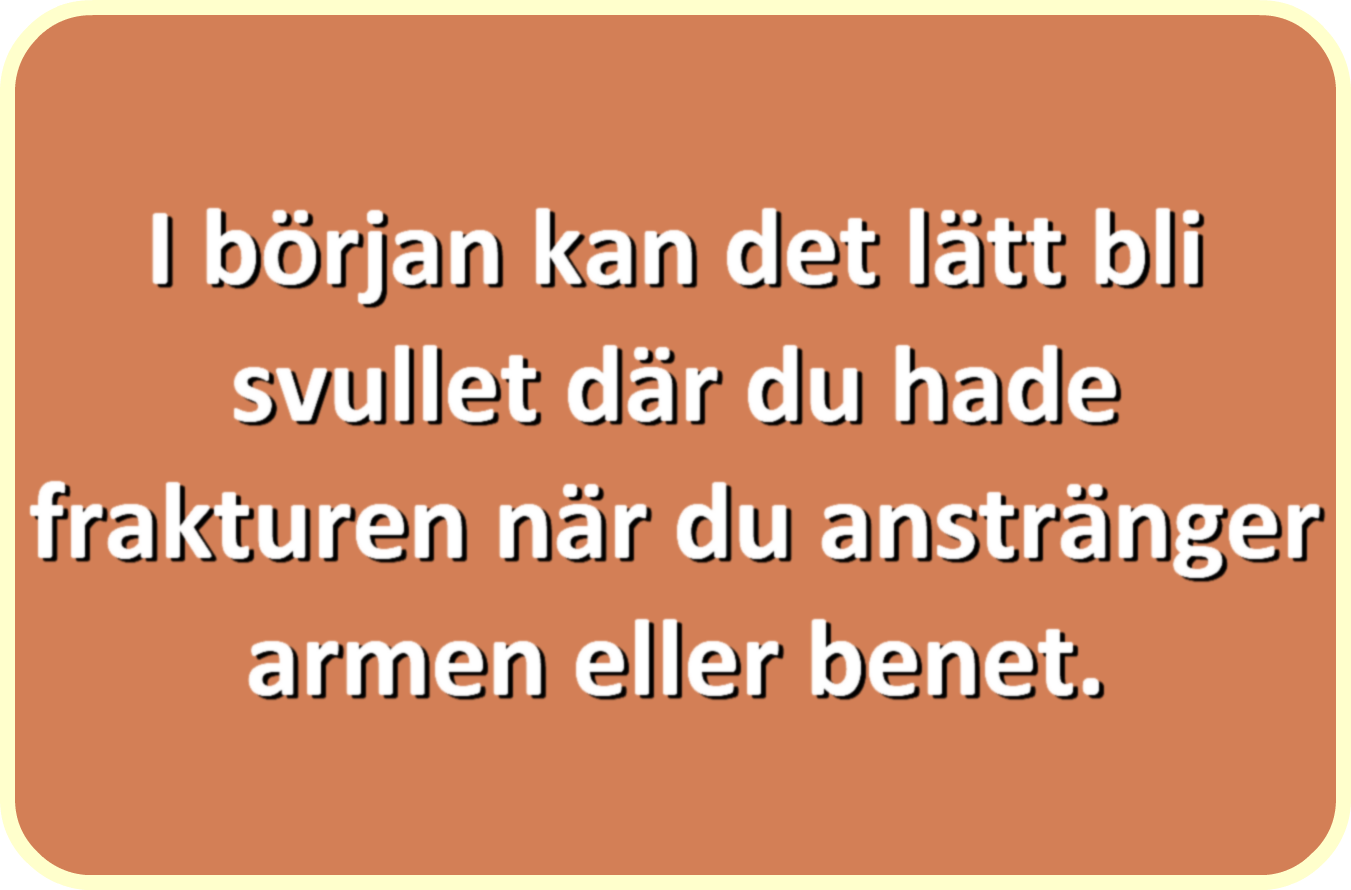 I början kan det lätt bli
svullet där du hade
frakturen när du anstränger
armen eller benet.